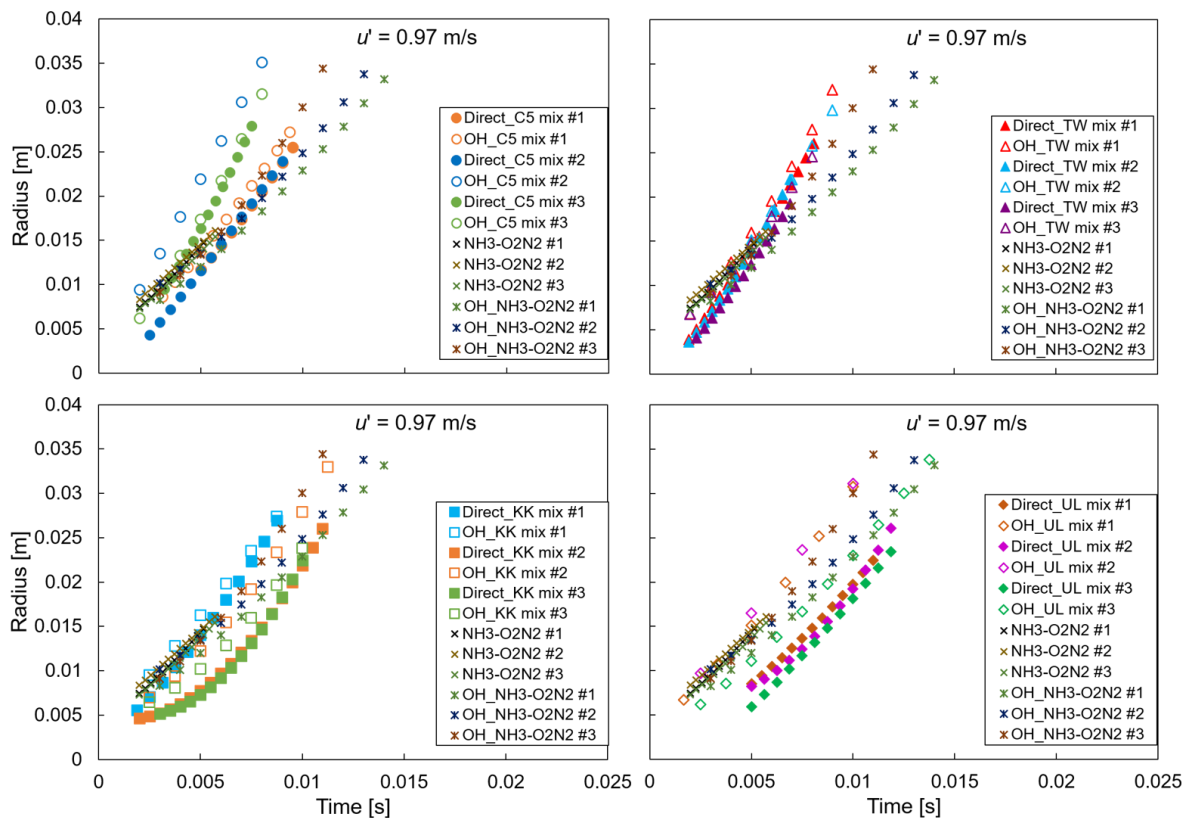 0.04
0.035
0.03
0.025
0.02
0.015
0.01
0.005
0
Radius [m]
u' = 0.97 m/s
Direct_C5 mix #1
OH_C5 mix #1
Direct_C5 mix #2
OH_C5 mix #2
Direct_C5 mix #3
OH_C5 mix #3
NH3-O2N2 #1
NH3-O2N2 #2
NH3-O2N2 #3
OH_NH3-O2N2 #1
OH_NH3-O2N2 #2
OH_NH3-O2N2 #3
u' = 0.97 m/s
Direct_TW mix #1
OH_TW mix #1
Direct_TW mix #2
OH_TW mix #2
Direct_TW mix #3
OH_TW mix #3
NH3-O2N2 #1
NH3-O2N2 #2
NH3-O2N2 #3
OH_NH3-O2N2 #1
OH_NH3-O2N2 #2
OH_NH3-O2N2 #3
0.04
0.035
0.03
0.025
0.02
0.015
0.01
0.005
0
Radius [m]
u' = 0.97 m/s
Direct_KK mix #1
OH_KK mix #1
Direct_KK mix #2
OH_KK mix #2
Direct_KK mix #3
OH_KK mix #3
NH3-O2N2 #1
NH3-O2N2 #2
NH3-O2N2 #3
OH_NH3-O2N2 #1
OH_NH3-O2N2 #2
OH_NH3-O2N2 #3
0 0.005 0.01 0.015 0.02 0.025
Time [s]
u' = 0.97 m/s
Direct_UL mix #1
OH_UL mix #1
Direct_UL mix #2
OH_UL mix #2
Direct_UL mix #3
OH_UL mix #3
NH3-O2N2 #1
NH3-O2N2 #2
NH3-O2N2 #3
OH_NH3-O2N2 #1
OH_NH3-O2N2 #2
OH_NH3-O2N2 #3
0 0.005 0.01 0.015 0.02 0.025
Time [s]